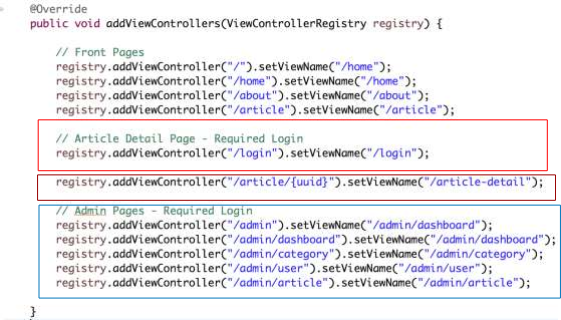 @Override
public void addViewControllers(ViewControllerRegistry registry) {
// Front Pages
registry.addViewController("/").setViewName("/home");
registry.addViewController("/home").setViewName("/home");
registry.addViewController("/about").setViewName("/about");
registry.addViewController("/article").setViewName("/article");
// Article Detail Page - Required Login
registry.addViewController("/login").setViewName("/login");
registry.addViewController("/article/{uuid}").setViewName("/article-detail");
// Admin Pages - Required Login
registry.addViewController("/admin").setViewName("/admin/dashboard");
registry.addViewController("/admin/dashboard").setViewName("/admin/dashboard");
registry.addViewController("/admin/category").setViewName("/admin/category");
registry.addViewController("/admin/user").setViewName("/admin/user");
registry.addViewController("/admin/article").setViewName("/admin/article");
}